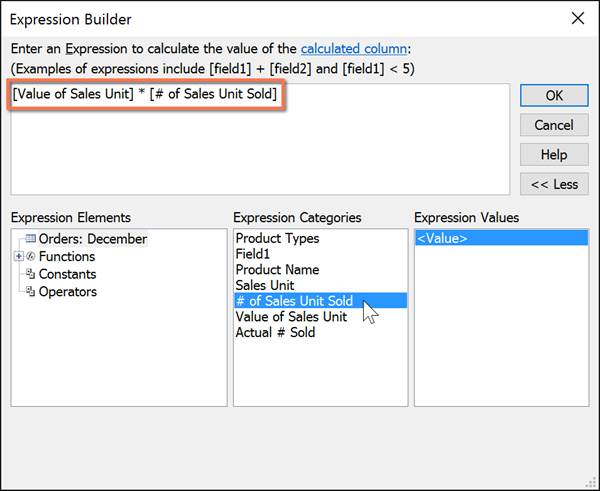 Expression Builder
Enter an Expression to calculate the value of the calculated column:
(Examples of expressions include [field1] + [field2] and [field1] < 5)
[Value of Sales Unit] * [# of Sales Unit Sold]
OK
Cancel
Help
<< Less
Expression Elements
Orders: December
Functions
Constants
Operators
Expression Categories
Product Types
Field1
Product Name
Sales Unit
# of Sales Unit Sold
Value of Sales Unit
Actual # Sold
Expression Values
<Value>